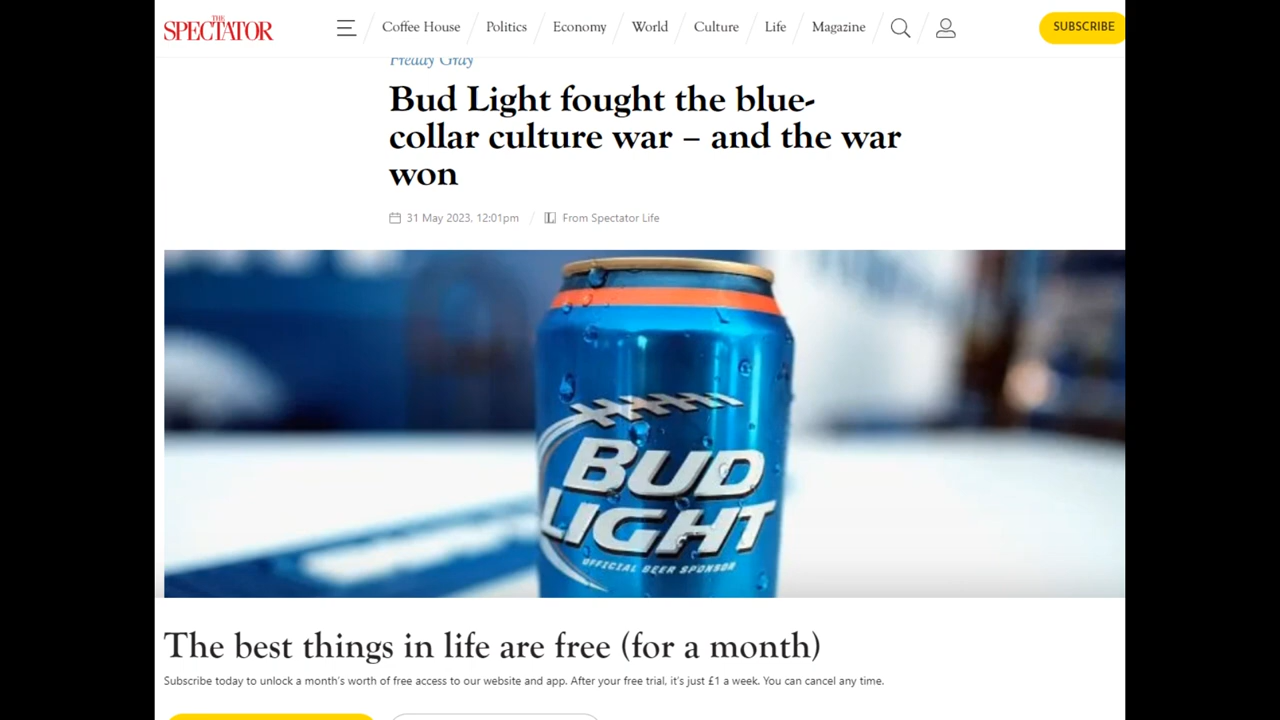 THE
SPECTATOR
Coffee House
Politics
Economy
World
Culture
Life
Magazine
SUBSCRIBE
Freddy Gray
Bud Light fought the blue-
collar culture war – and the war
won
31 May 2023, 12:01pm
From Spectator Life
BUD
LIGHT
OFFICIAL BEER SPONSOR
The best things in life are free (for a month)
Subscribe today to unlock a month's worth of free access to our website and app. After your free trial, it's just £1 a week. You can cancel any time.